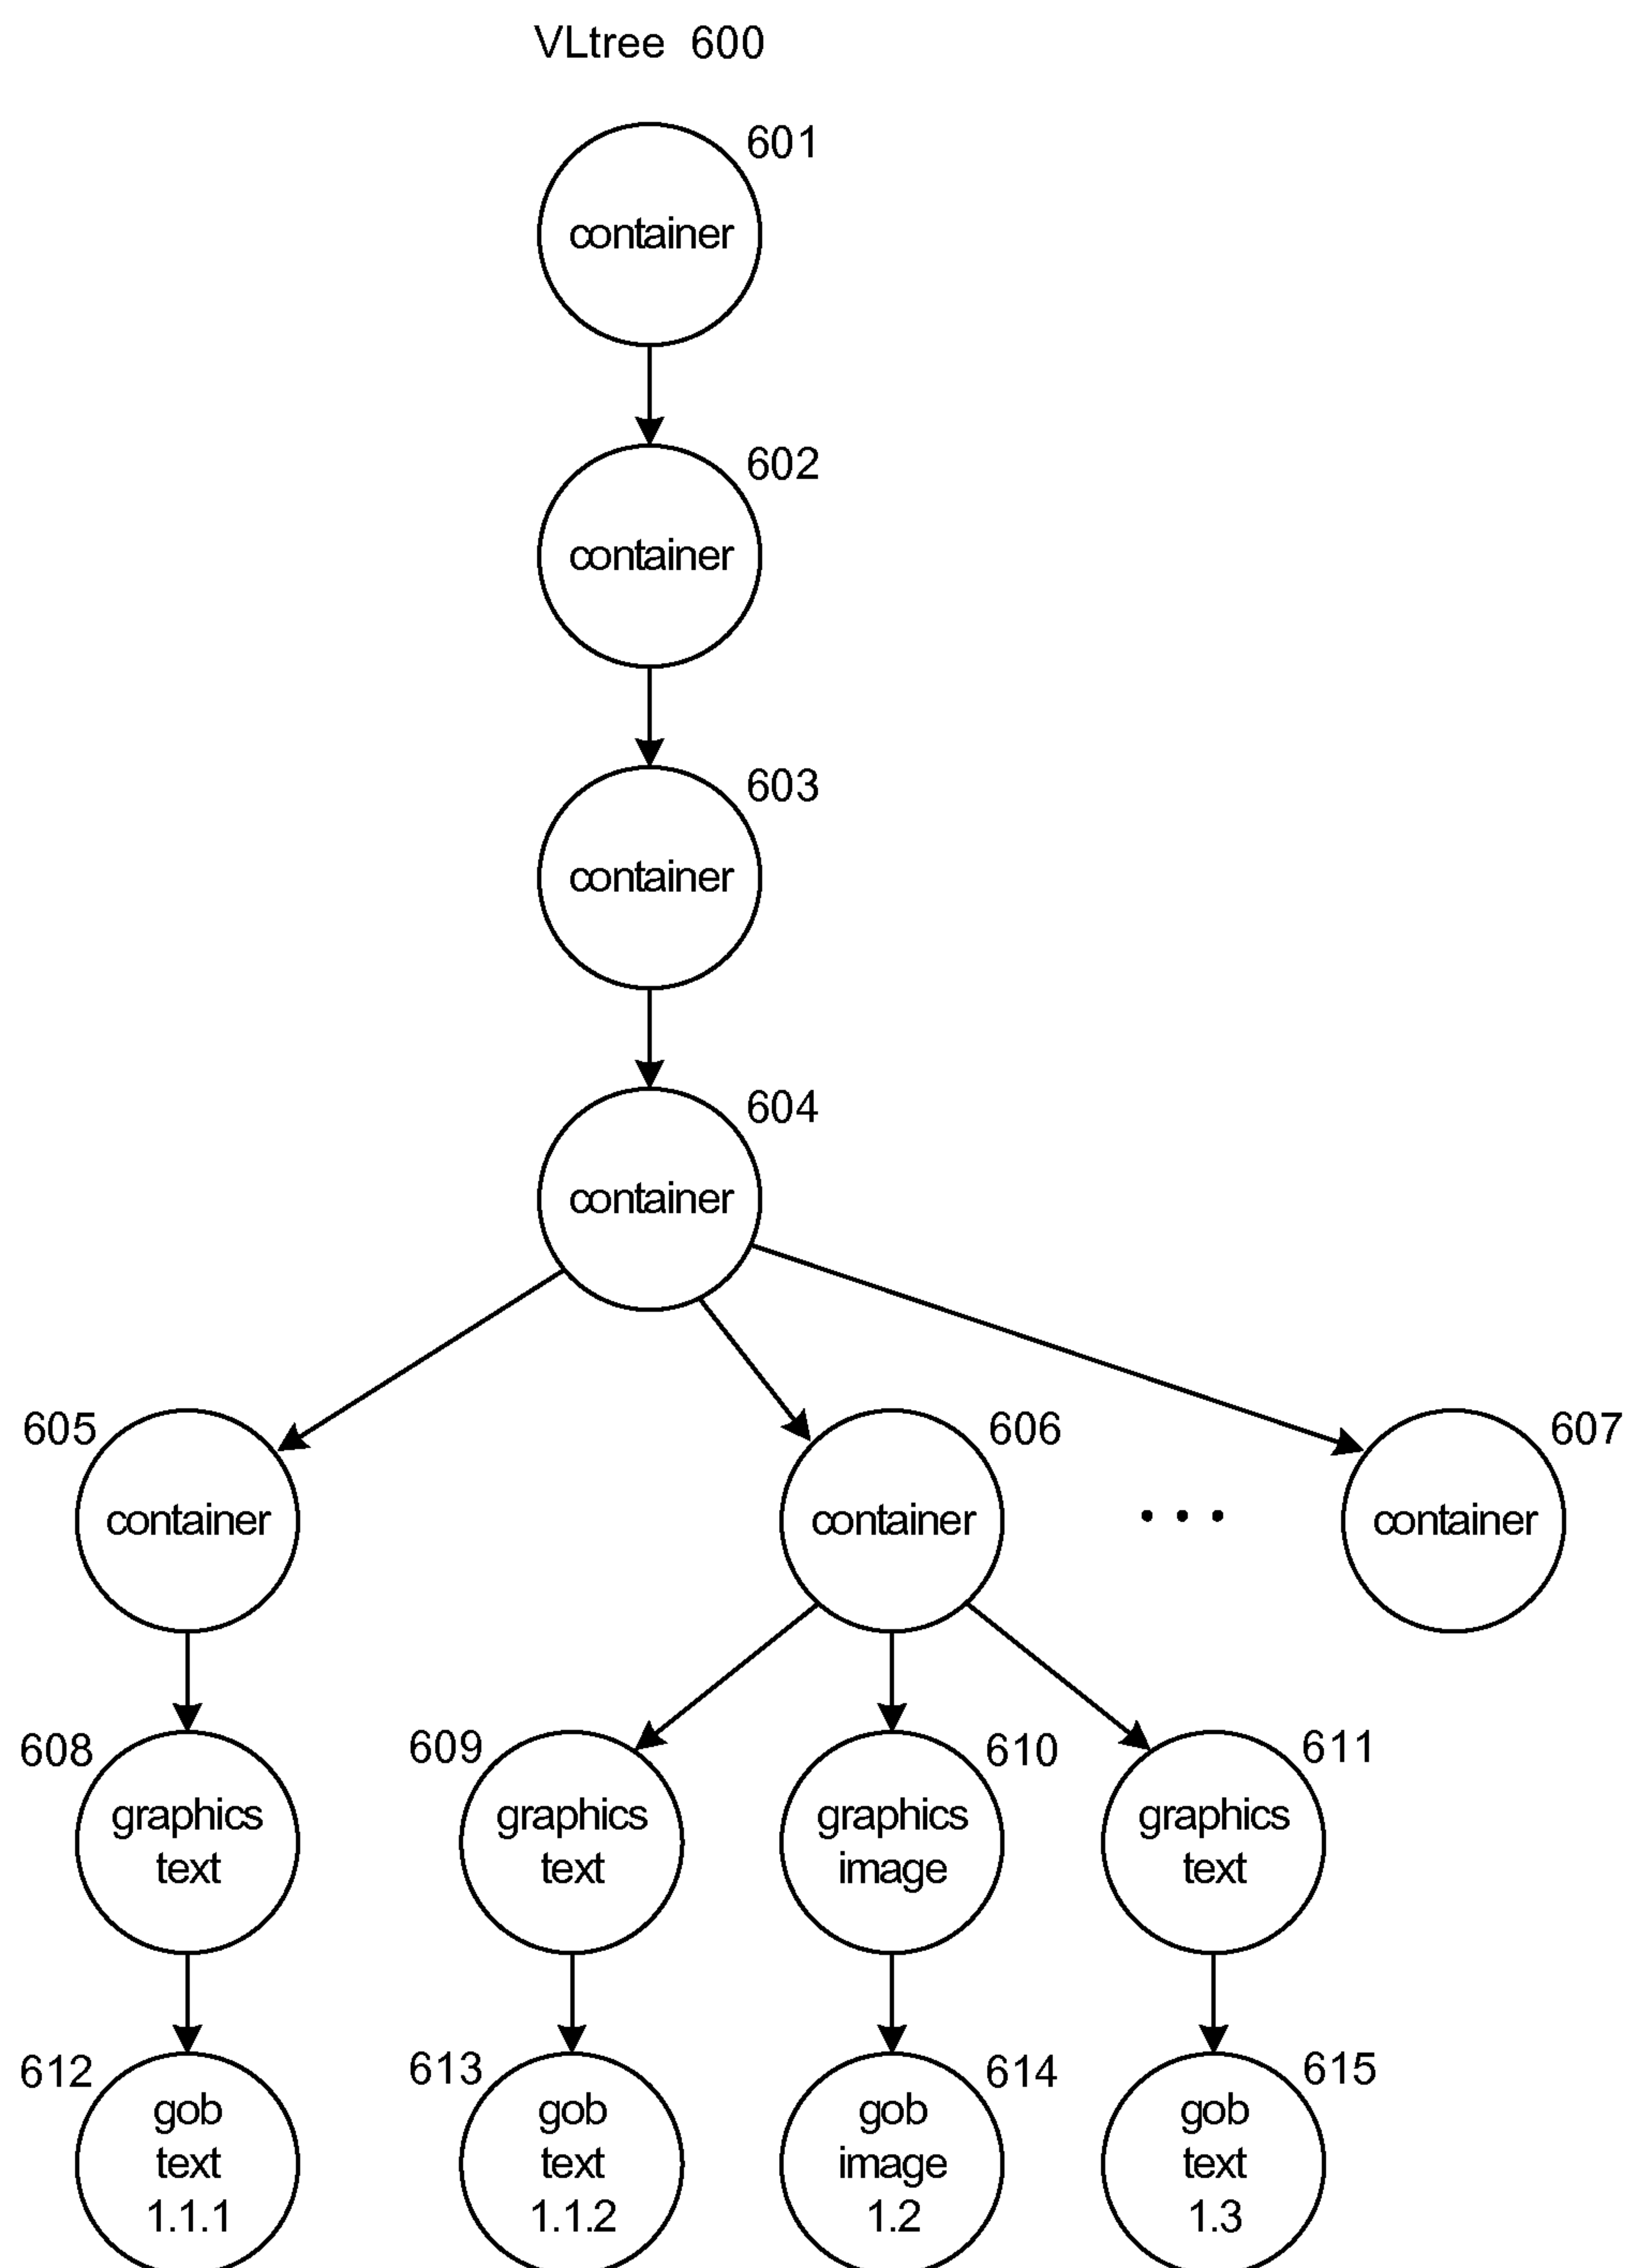 VLtree 600
601
container
602
container
603
container
604
container
605
606
607
container
container
. . .
container
608
609
610
611
graphics
text
graphics
text
graphics
image
graphics
text
612
613
614
615
gob
text
1.1.1
gob
text
1.1.2
gob
image
1.2
gob
text
1.3